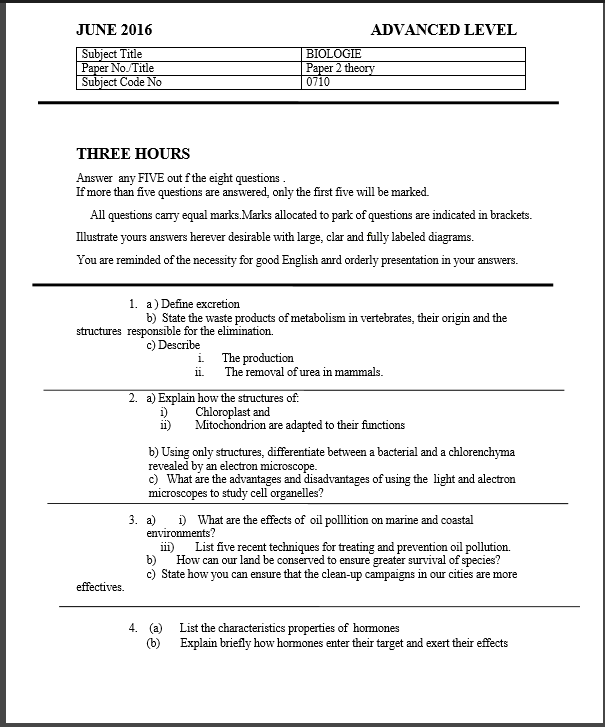 JUNE 2016 ADVANCED LEVEL
Subject Title BIOLOGIE
Paper No./Title Paper 2 theory
Subject Code No 0710
THREE HOURS
Answer any FIVE out f the eight questions .
If more than five questions are answered, only the first five will be marked.
All questions carry equal marks.Marks allocated to park of questions are indicated in brackets.
Illustrate yours answers herever desirable with large, clar and fully labeled diagrams.
You are reminded of the necessity for good English anrd orderly presentation in your answers.
1. a ) Define excretion
b) State the waste products of metabolism in vertebrates, their origin and the
structures responsible for the elimination.
c) Describe
i. The production
ii. The removal of urea in mammals.
2. a) Explain how the structures of:
i) Chloroplast and
ii) Mitochondrion are adapted to their functions
b) Using only structures, differentiate between a bacterial and a chlorenchyma
revealed by an electron microscope.
c) What are the advantages and disadvantages of using the light and alectron
microscopes to study cell organelles?
3. a) i) What are the effects of oil polllition on marine and coastal
environments?
iii) List five recent techniques for treating and prevention oil pollution.
b) How can our land be conserved to ensure greater survival of species?
c) State how you can ensure that the clean-up campaigns in our cities are more
effectives.
4. (a) List the characteristics properties of hormones
(b) Explain briefly how hormones enter their target and exert their effects